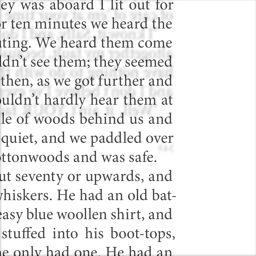 ey was aboard I lit out for
or ten minutes we heard the
uting. We heard them come
ldn't see them; they seemed
then, as we got further and
ouldn't hardly hear them at
le of woods behind us and
quiet, and we paddled over
ottonwoods and was safe.
ut seventy or upwards, and
whiskers. He had an old bat-
easy blue woollen shirt, and
stuffed into his boot-tops,
he only had one. He had an